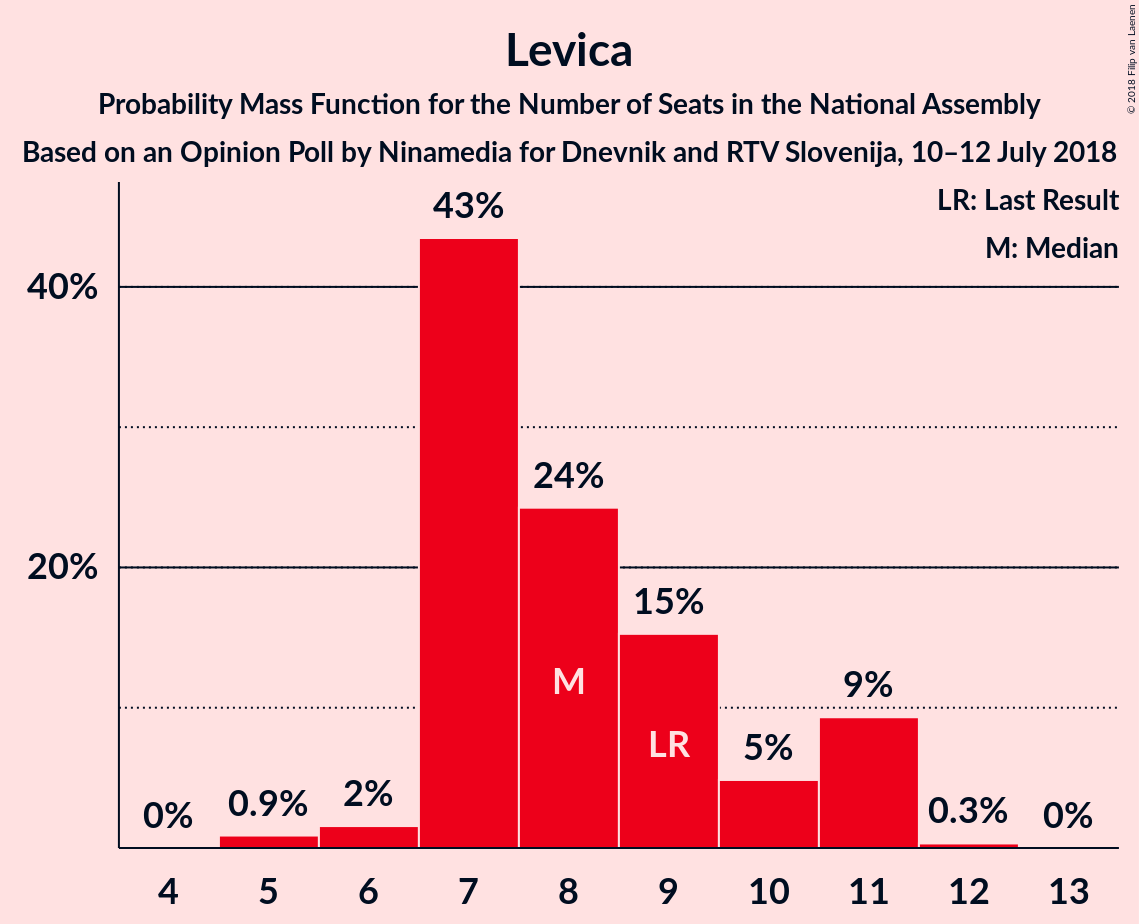 Levica
Probability Mass Function for the Number of Seats in the National Assembly
Based on an Opinion Poll by Ninamedia for Dnevnik and RTV Slovenija, 10–12 July 2018
© 2018 Filip van Laenen
LR: Last Result
M: Median
43%
40%
24%
20%
15%
M
9%
LR
5%
2%
0.9%
0.3%
0%
0%
4 5 6 7 8 9 10 11 12 13